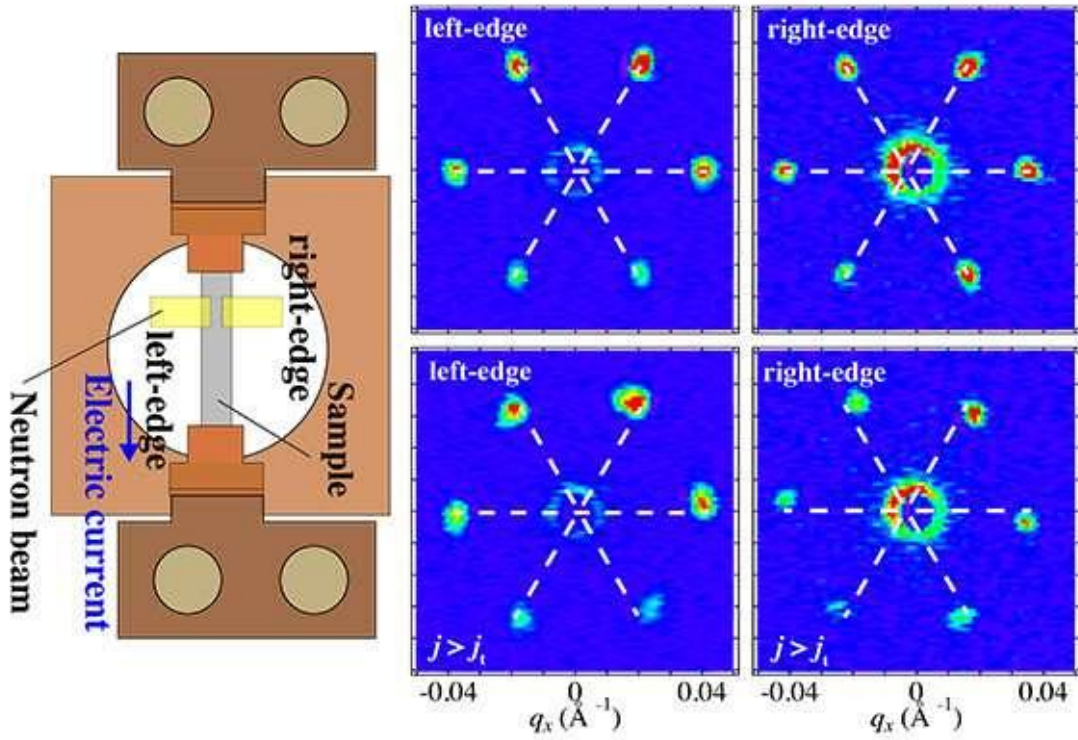 Neutron beam
Electric current
left-edge
right-edge
Sample
left-edge
right-edge
left-edge
j > jₜ
right-edge
j > jₜ
-0.04 0 0.04
qₓ (Å⁻¹)
-0.04 0 0.04
qₓ (Å⁻¹)